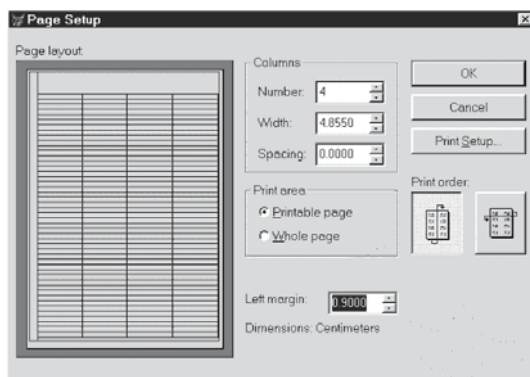 Page Setup
Page layout:
Columns
Number: 4
Width: 4.8550
Spacing: 0.0000
Print area
Printable page
Whole page
Left margin: 0.9000
Dimensions: Centimeters
OK
Cancel
Print Setup...
Print order: